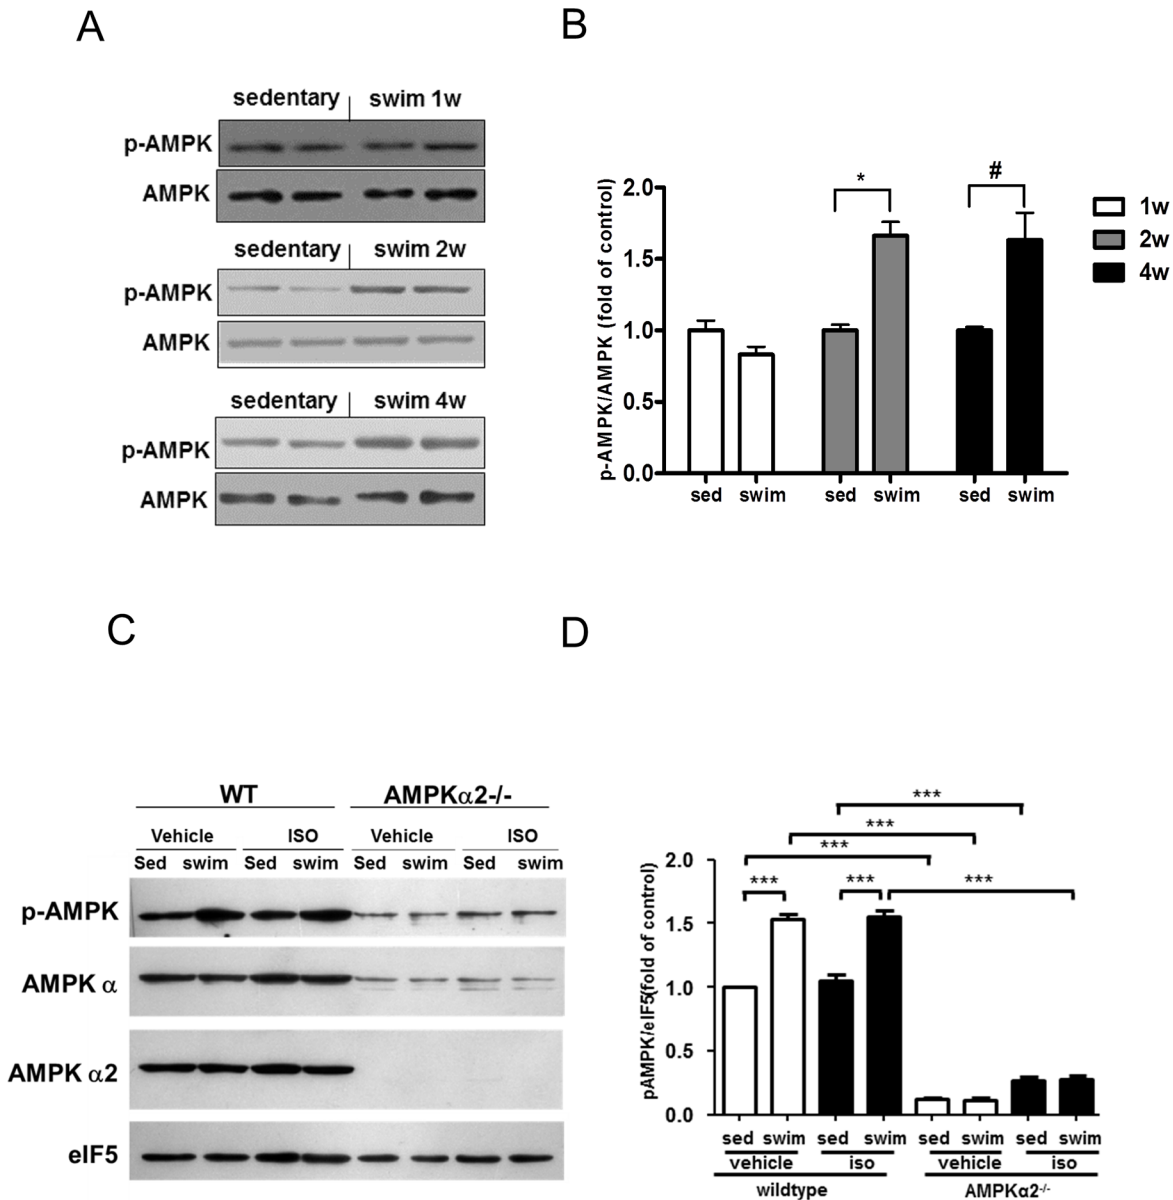 A
sedentary swim 1w
p-AMPK
AMPK
sedentary swim 2w
p-AMPK
AMPK
sedentary swim 4w
p-AMPK
AMPK
B
p-AMPK/AMPK (fold of control)
2.0
1.5
1.0
0.5
0.0
* #
sed swim sed swim sed swim
1w
2w
4w
C
WT AMPKα2-/-
Vehicle ISO Vehicle ISO
Sed swim Sed swim Sed swim Sed swim
p-AMPK
AMPK α
AMPK α2
eIF5
D
pAMPK/eIF5(fold of control)
2.0
1.5
1.0
0.5
0.0
***
***
***
*** *** ***
sed swim sed swim sed swim sed swim
vehicle iso vehicle iso
wildtype AMPKα2-/-